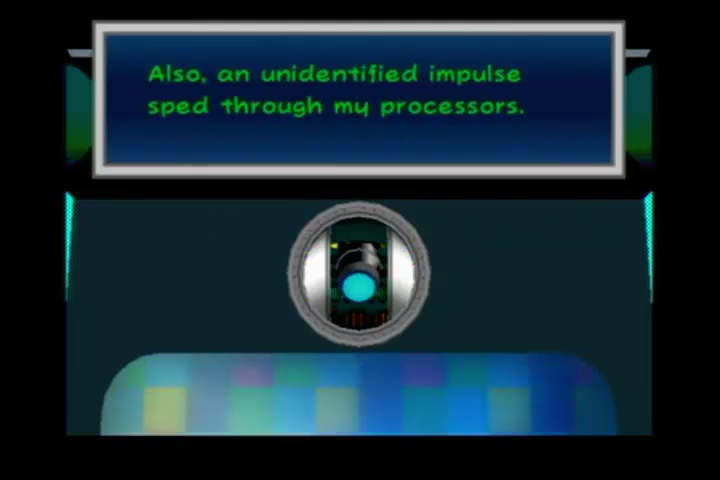 Also, an unidentified impulse
sped through my processors.